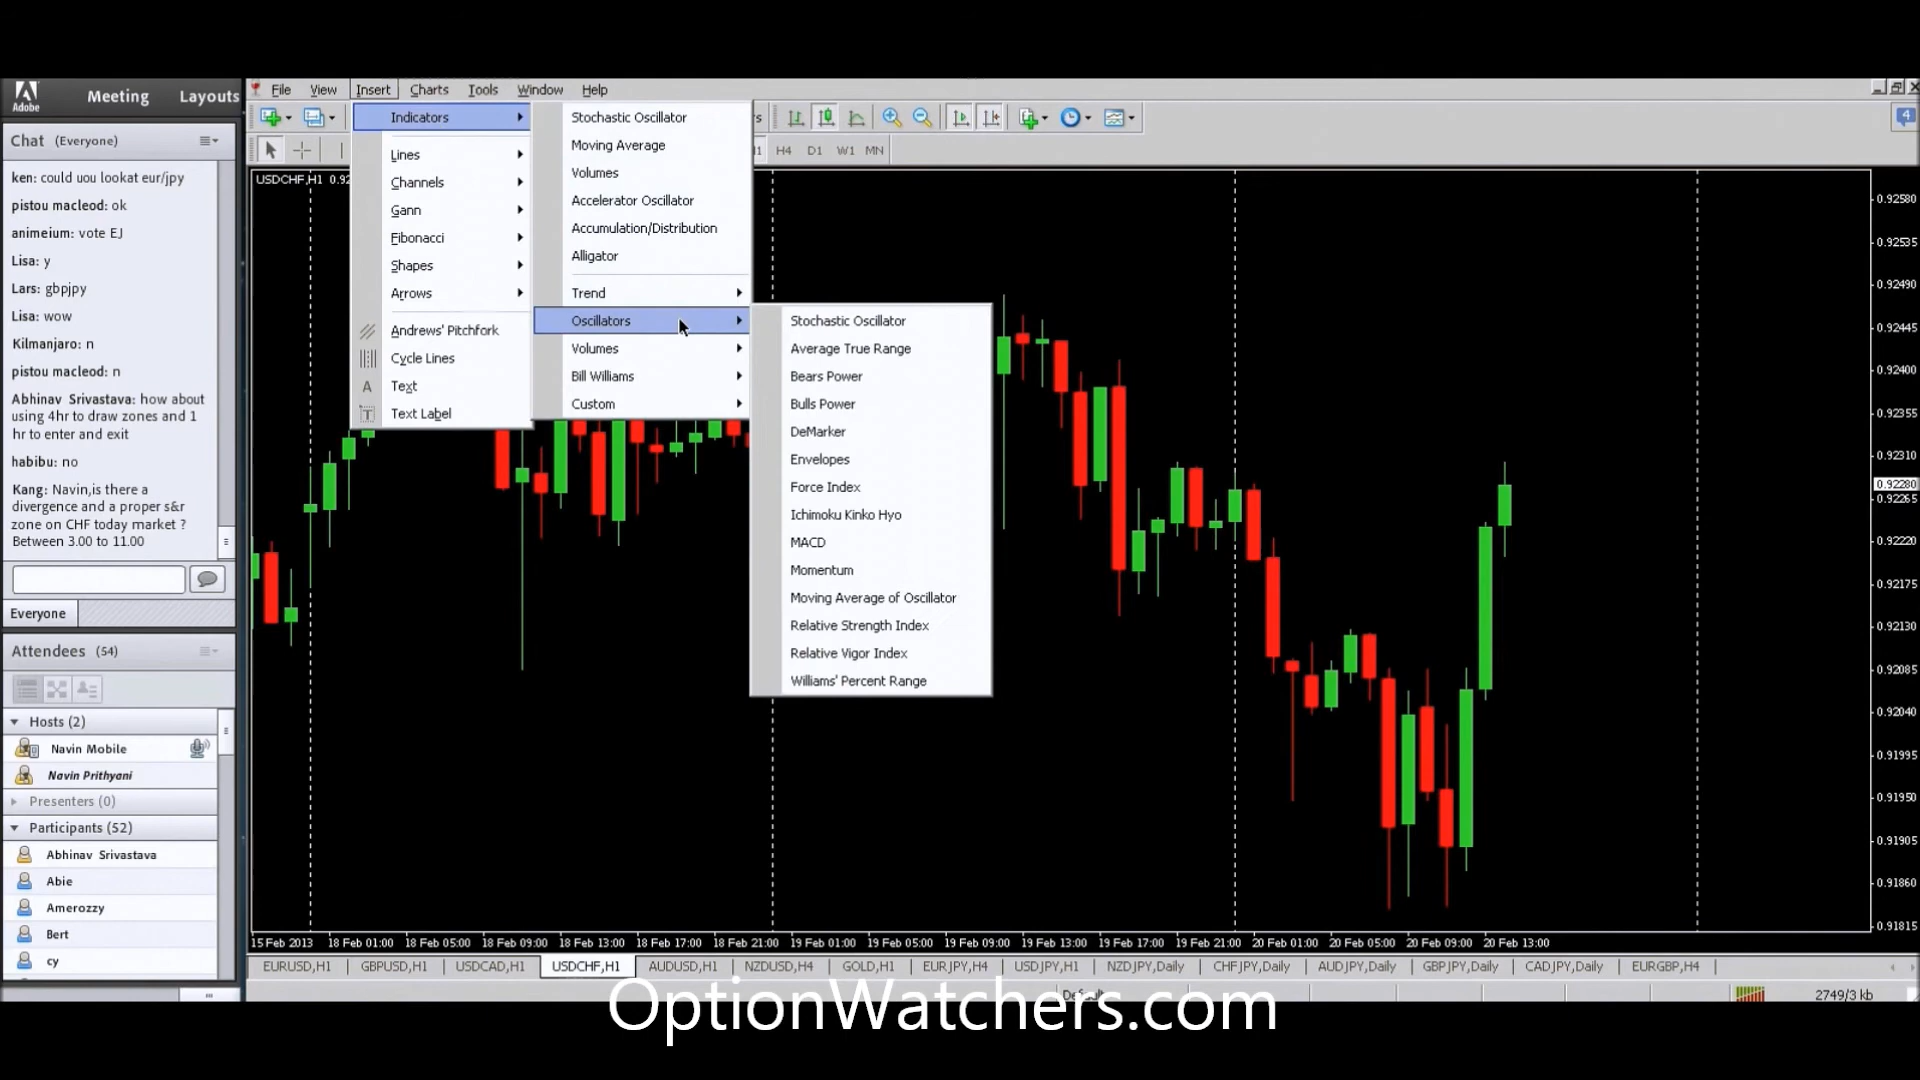 Adobe
Meeting
Layouts
Chat (Everyone)
ken: could uou lookat eur/jpy
pistou macleod: ok
animeium: vote EJ
Lisa: y
Lars: gbpjpy
Lisa: wow
Kilmanjaro: n
pistou macleod: n
Abhinav Srivastava: how about
using 4hr to draw zones and 1
hr to enter and exit
habibu: no
Kang: Navin,is there a
divergence and a proper s&r
zone on CHF today market ?
Between 3.00 to 11.00
Everyone
Attendees (54)
Hosts (2)
Navin Mobile
Navin Prithyani
Presenters (0)
Participants (52)
Abhinav Srivastava
Abie
Amerozzy
Bert
cy
File View Insert Charts Tools Window Help
H4 D1 W1 MN
4
USDCHF,H1 0.92
Indicators
Lines
Channels
Gann
Fibonacci
Shapes
Arrows
Andrews' Pitchfork
Cycle Lines
Text
Text Label
Stochastic Oscillator
Moving Average
Volumes
Accelerator Oscillator
Accumulation/Distribution
Alligator
Trend
Oscillators
Volumes
Bill Williams
Custom
Stochastic Oscillator
Average True Range
Bears Power
Bulls Power
DeMarker
Envelopes
Force Index
Ichimoku Kinko Hyo
MACD
Momentum
Moving Average of Oscillator
Relative Strength Index
Relative Vigor Index
Williams' Percent Range
0.92580
0.92535
0.92490
0.92445
0.92400
0.92355
0.92310
0.92280
0.92265
0.92220
0.92175
0.92130
0.92085
0.92040
0.91995
0.91950
0.91905
0.91860
0.91815
15 Feb 2013 18 Feb 01:00 18 Feb 05:00 18 Feb 09:00 18 Feb 13:00 18 Feb 17:00 18 Feb 21:00 19 Feb 01:00 19 Feb 05:00 19 Feb 09:00 19 Feb 13:00 19 Feb 17:00 19 Feb 21:00 20 Feb 01:00 20 Feb 05:00 20 Feb 09:00 20 Feb 13:00
EURUSD,H1 GBPUSD,H1 USDCAD,H1 USDCHF,H1 AUDUSD,H1 NZDUSD,H4 GOLD,H1 EURJPY,H4 USDJPY,H1 NZDJPY,Daily CHFJPY,Daily AUDJPY,Daily GBPJPY,Daily CADJPY,Daily EURGBP,H4
2749/3 kb
OptionWatchers.com